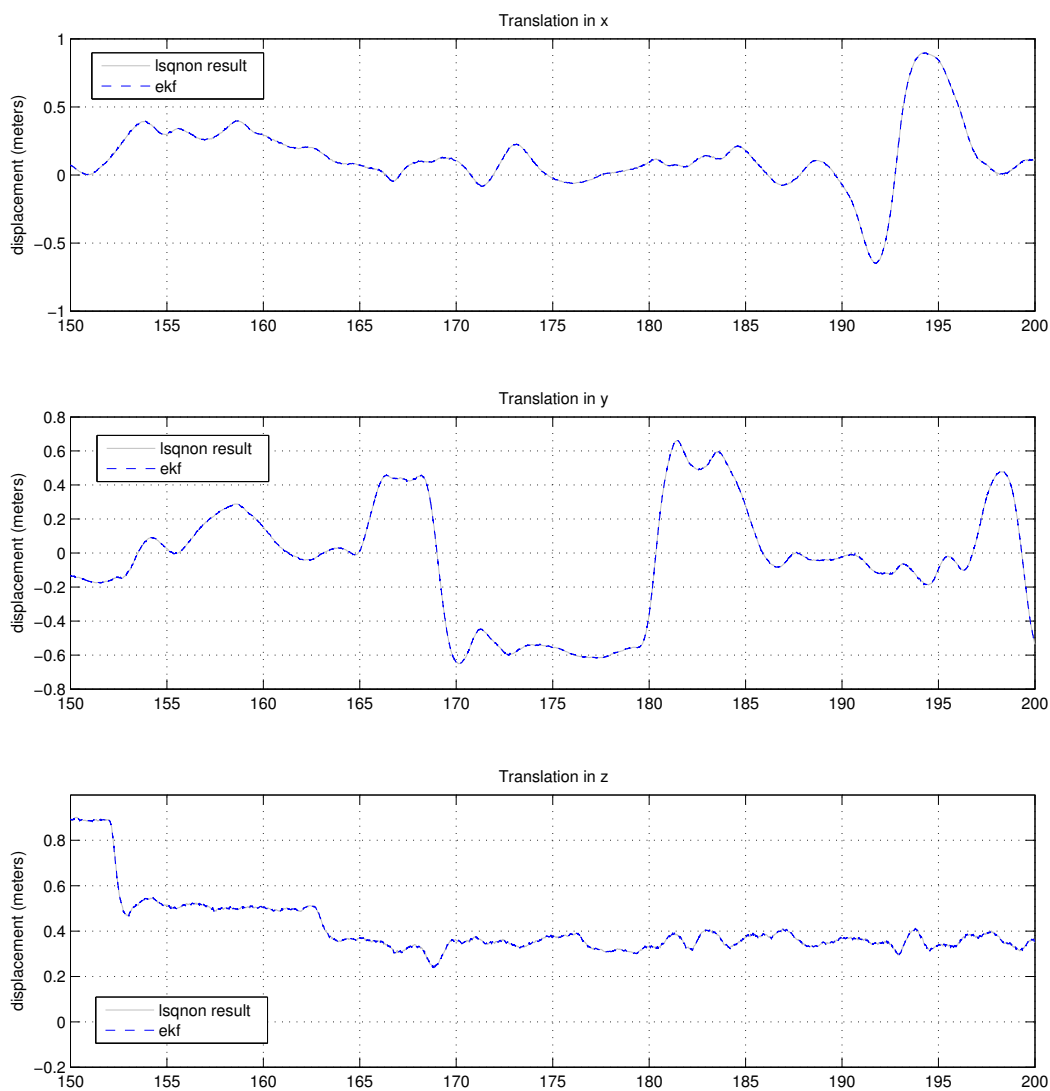 Translation in x
1
0.5
0
−0.5
−1
displacement (meters)
lsqnon result
ekf
150 155 160 165 170 175 180 185 190 195 200
Translation in y
0.8
0.6
0.4
0.2
0
−0.2
−0.4
−0.6
−0.8
displacement (meters)
lsqnon result
ekf
150 155 160 165 170 175 180 185 190 195 200
Translation in z
0.8
0.6
0.4
0.2
0
−0.2
displacement (meters)
lsqnon result
ekf
150 155 160 165 170 175 180 185 190 195 200